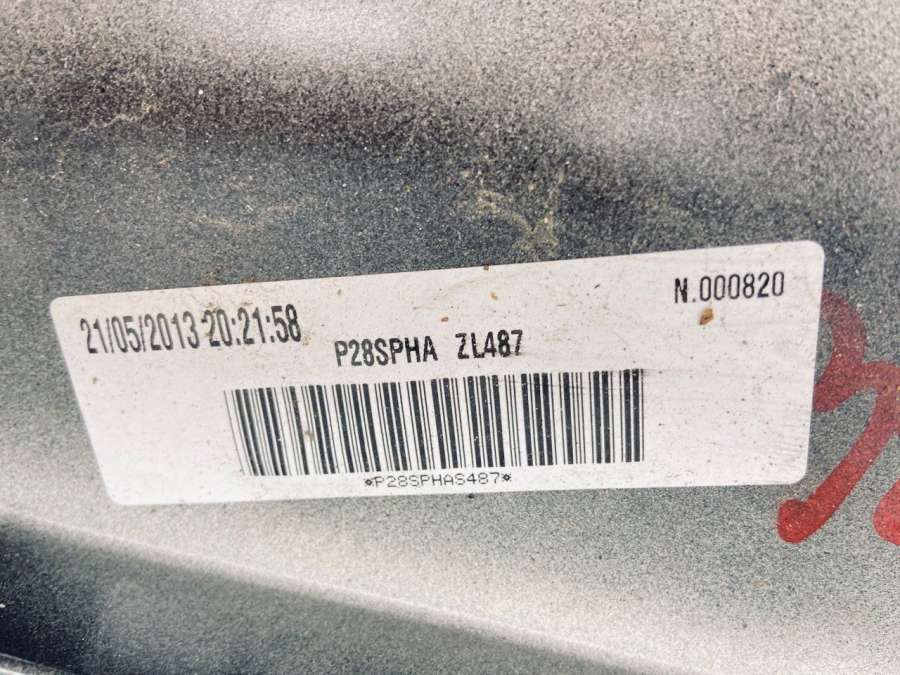 21/05/2013 20:21:58
N.000820
P28SPHA ZL487
*P28SPHAS487*